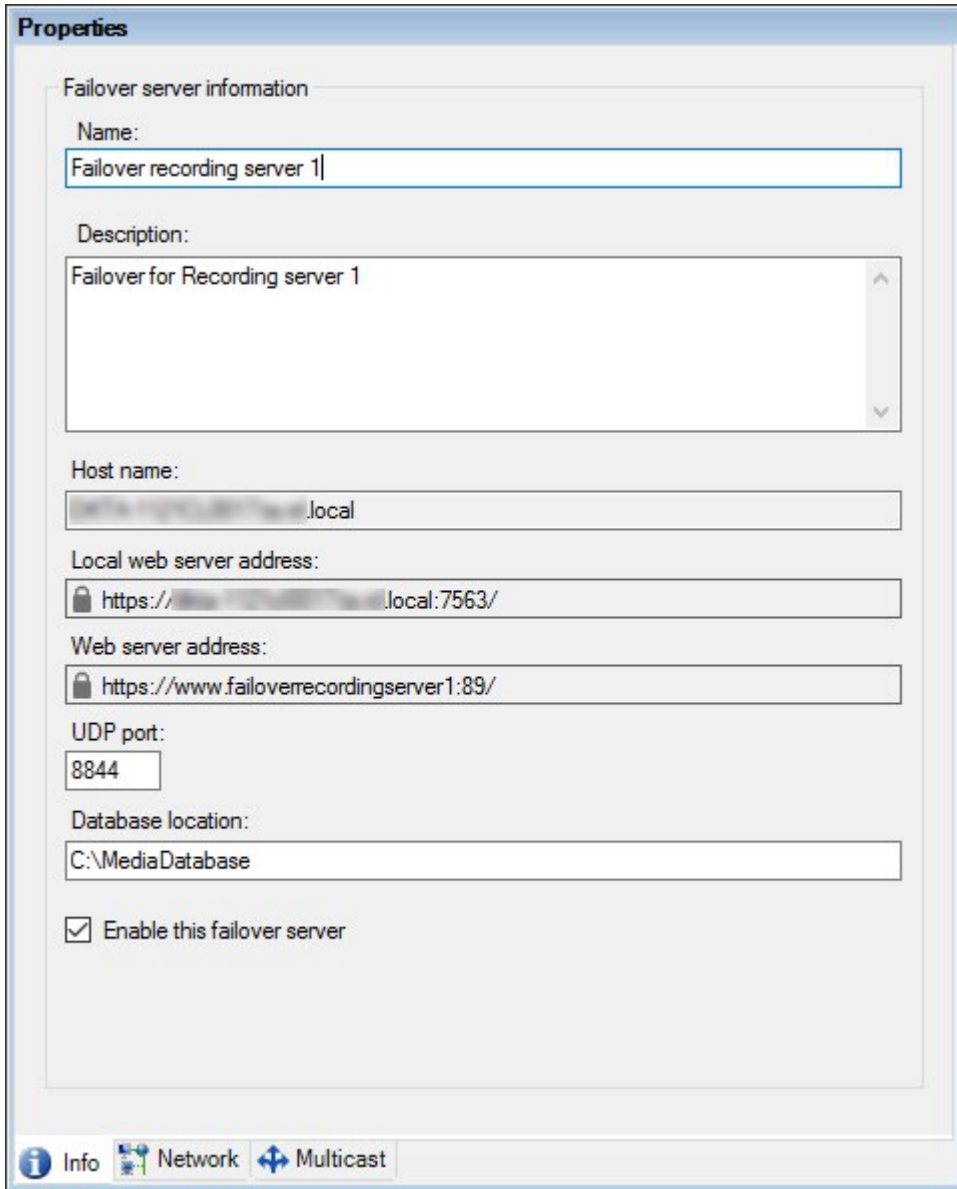 Properties
Failover server information
Name:
Failover recording server 1
Description:
Failover for Recording server 1
Host name:
.local
Local web server address:
https:// .local:7563/
Web server address:
https://www.failoverrecordingserver1:89/
UDP port:
8844
Database location:
C:\MediaDatabase
Enable this failover server
Info Network Multicast